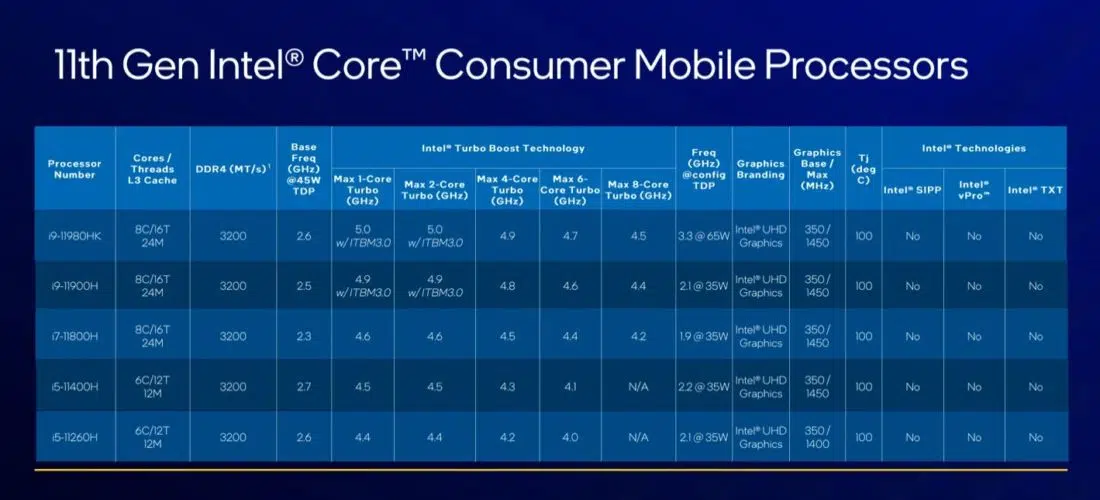 11th Gen Intel® Core™ Consumer Mobile Processors
Processor Number | Cores / Threads L3 Cache | DDR4 (MT/s)¹ | Base Freq (GHz) @45W TDP | Intel® Turbo Boost Technology | Freq (GHz) @config TDP | Graphics Branding | Graphics Base / Max (MHz) | Tj (deg C) | Intel® Technologies
Max 1-Core Turbo (GHz) | Max 2-Core Turbo (GHz) | Max 4-Core Turbo (GHz) | Max 6-Core Turbo (GHz) | Max 8-Core Turbo (GHz) | Intel® SIPP | Intel® vPro™ | Intel® TXT
i9-11980HK | 8C/16T 24M | 3200 | 2.6 | 5.0 w/ITBM3.0 | 5.0 w/ITBM3.0 | 4.9 | 4.7 | 4.5 | 3.3 @ 65W | Intel® UHD Graphics | 350 / 1450 | 100 | No | No | No
i9-11900H | 8C/16T 24M | 3200 | 2.5 | 4.9 w/ITBM3.0 | 4.9 w/ITBM3.0 | 4.8 | 4.6 | 4.4 | 2.1 @ 35W | Intel® UHD Graphics | 350 / 1450 | 100 | No | No | No
i7-11800H | 8C/16T 24M | 3200 | 2.3 | 4.6 | 4.6 | 4.5 | 4.4 | 4.2 | 1.9 @ 35W | Intel® UHD Graphics | 350 / 1450 | 100 | No | No | No
i5-11400H | 6C/12T 12M | 3200 | 2.7 | 4.5 | 4.5 | 4.3 | 4.1 | N/A | 2.2 @ 35W | Intel® UHD Graphics | 350 / 1450 | 100 | No | No | No
i5-11260H | 6C/12T 12M | 3200 | 2.6 | 4.4 | 4.4 | 4.2 | 4.0 | N/A | 2.1 @ 35W | Intel® UHD Graphics | 350 / 1400 | 100 | No | No | No